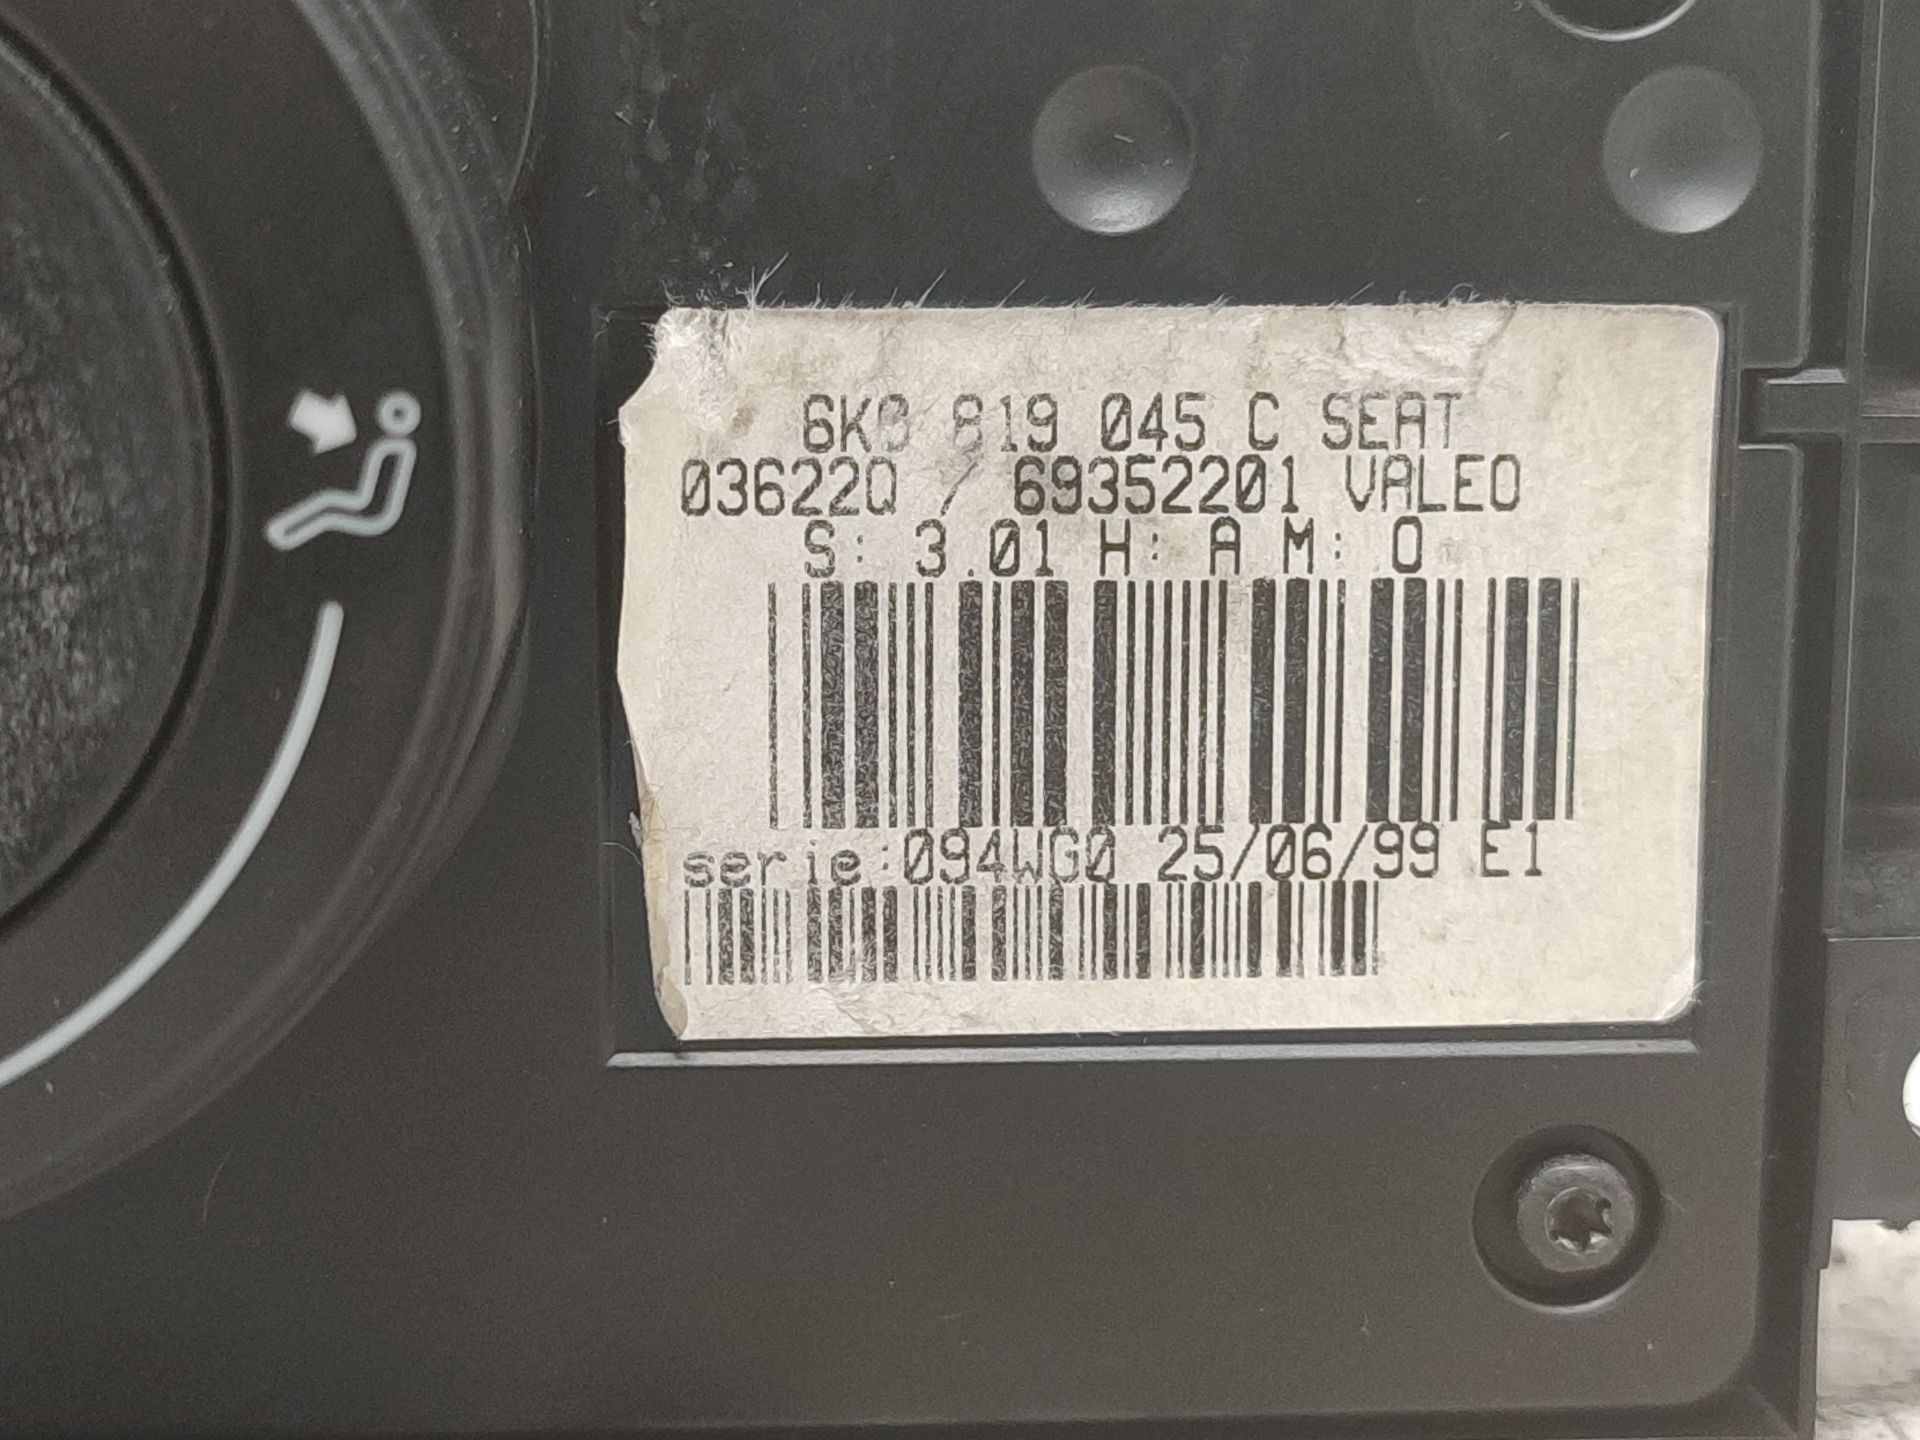 6K0 819 045 C SEAT
03622Q / 69352201 VALEO
S: 3.01 H: A M: 0
serie:094WG0 25/06/99 E1